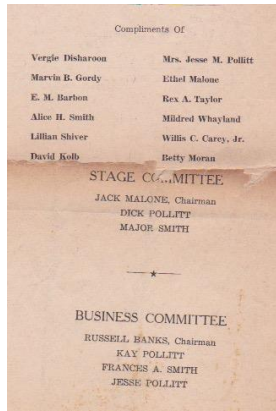 Compliments Of
Vergie Disharoon Mrs. Jesse M. Pollitt
Marvin B. Gordy Ethel Malone
E. M. Barbon Rex A. Taylor
Alice H. Smith Mildred Whayland
Lillian Shiver Willis C. Carey, Jr.
David Kolb Betty Moran
STAGE COMMITTEE
JACK MALONE, Chairman
DICK POLLITT
MAJOR SMITH
BUSINESS COMMITTEE
RUSSELL BANKS, Chairman
KAY POLLITT
FRANCES A. SMITH
JESSE POLLITT